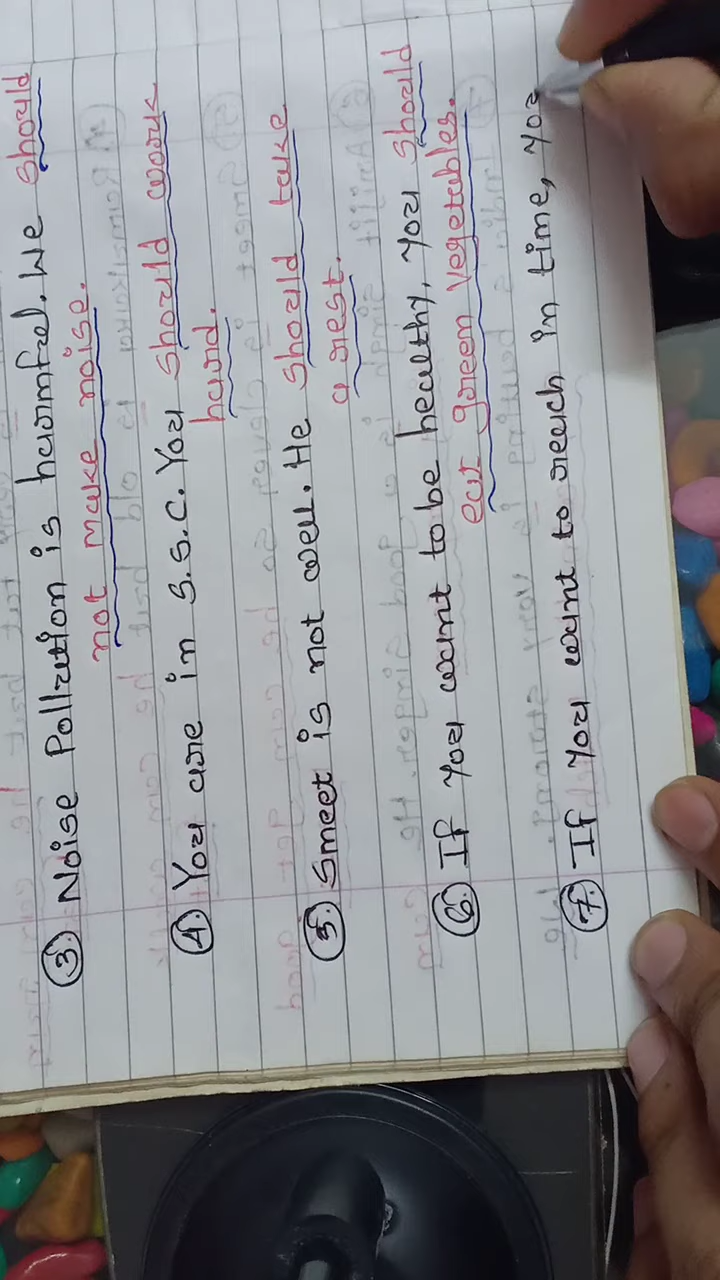 3. Noise Pollution is harmful. We should
not make noise.
4. You are in S.S.C. You should work
hard.
5. Smeet is not well. He should take
a rest.
6. If you want to be healthy, you should
eat green vegetables.
7. If you want to reach in time, you